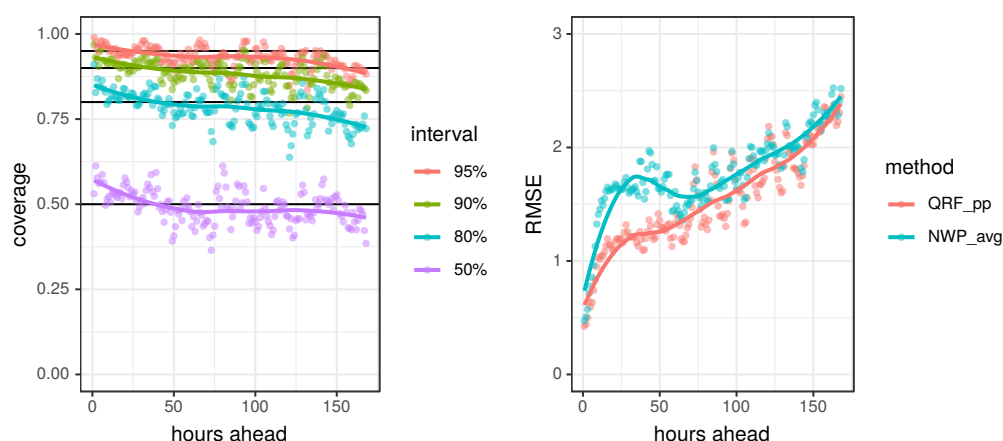 1.00
0.75
0.50
0.25
0.00
coverage
0
50
100
150
hours ahead
interval
95%
90%
80%
50%
3
2
1
0
RMSE
0
50
100
150
hours ahead
method
QRF_pp
NWP_avg